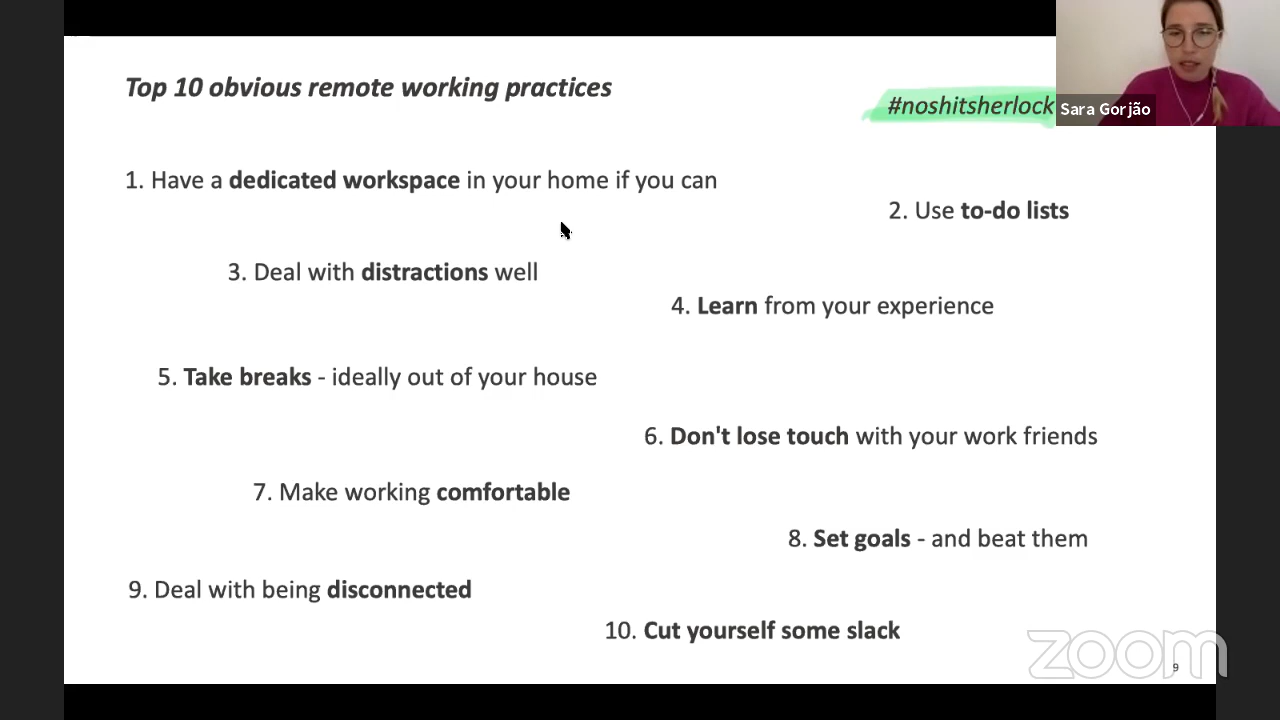 Top 10 obvious remote working practices
#noshitsherlock
Sara Gorjão
1. Have a dedicated workspace in your home if you can
2. Use to-do lists
3. Deal with distractions well
4. Learn from your experience
5. Take breaks - ideally out of your house
6. Don't lose touch with your work friends
7. Make working comfortable
8. Set goals - and beat them
9. Deal with being disconnected
10. Cut yourself some slack
zoom
9